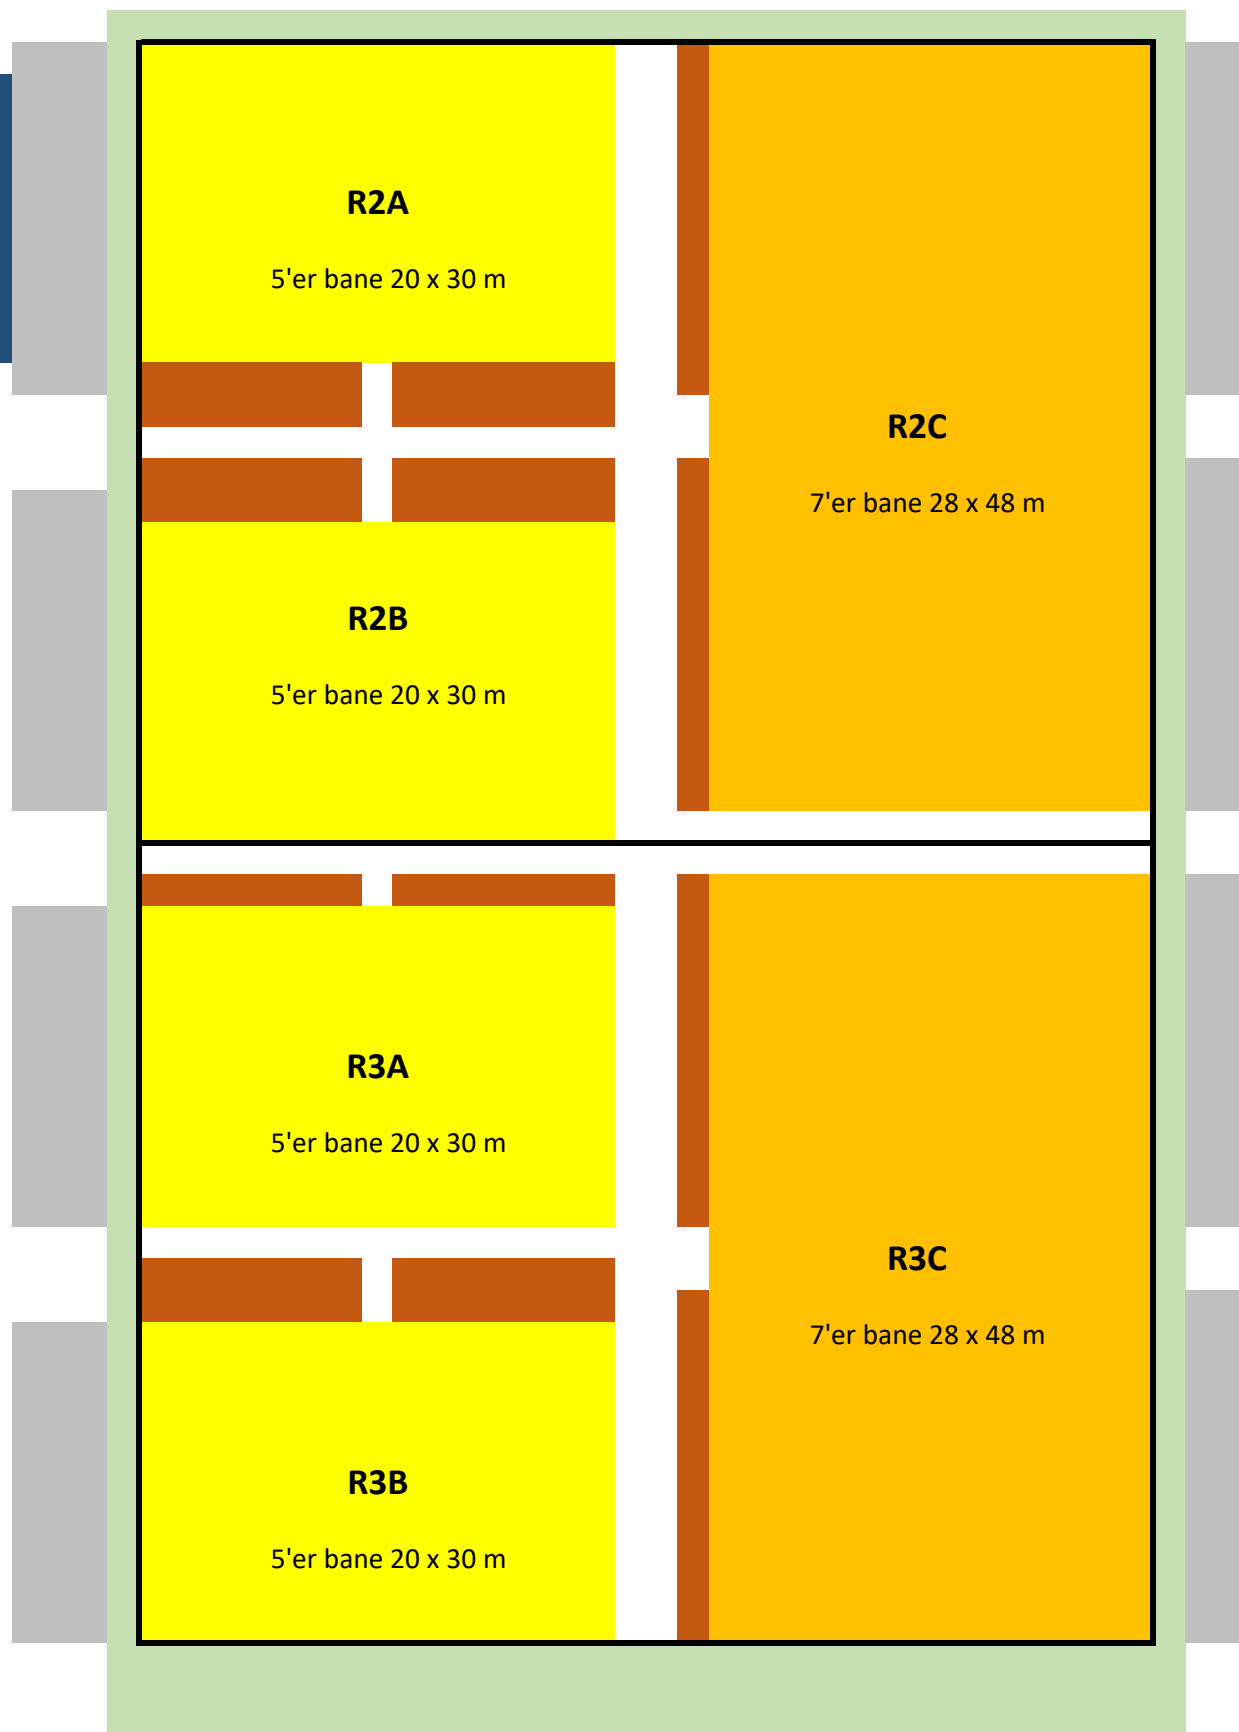 R2A
5'er bane 20 x 30 m
R2C
7'er bane 28 x 48 m
R2B
5'er bane 20 x 30 m
R3A
5'er bane 20 x 30 m
R3C
7'er bane 28 x 48 m
R3B
5'er bane 20 x 30 m